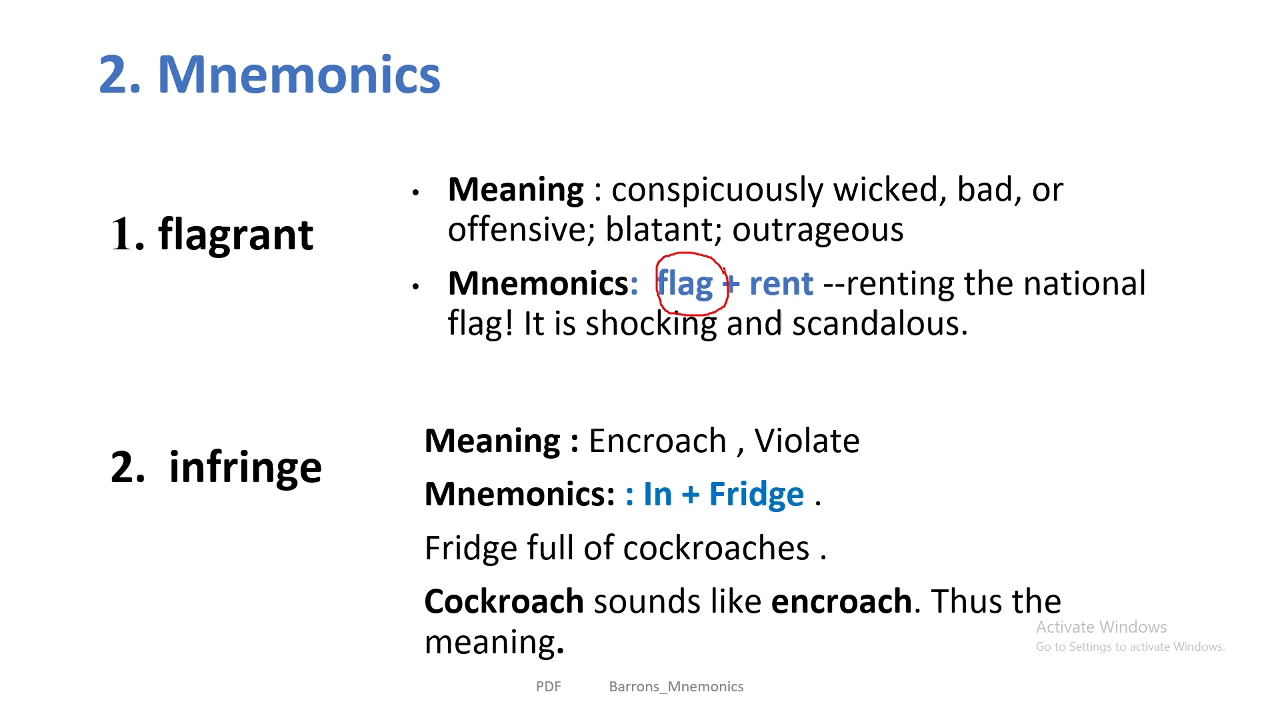 2. Mnemonics
1. flagrant
• Meaning : conspicuously wicked, bad, or
offensive; blatant; outrageous
• Mnemonics: flag + rent --renting the national
flag! It is shocking and scandalous.
2. infringe
Meaning : Encroach , Violate
Mnemonics: : In + Fridge .
Fridge full of cockroaches .
Cockroach sounds like encroach. Thus the
meaning.
Activate Windows
Go to Settings to activate Windows.
PDF Barrons_Mnemonics